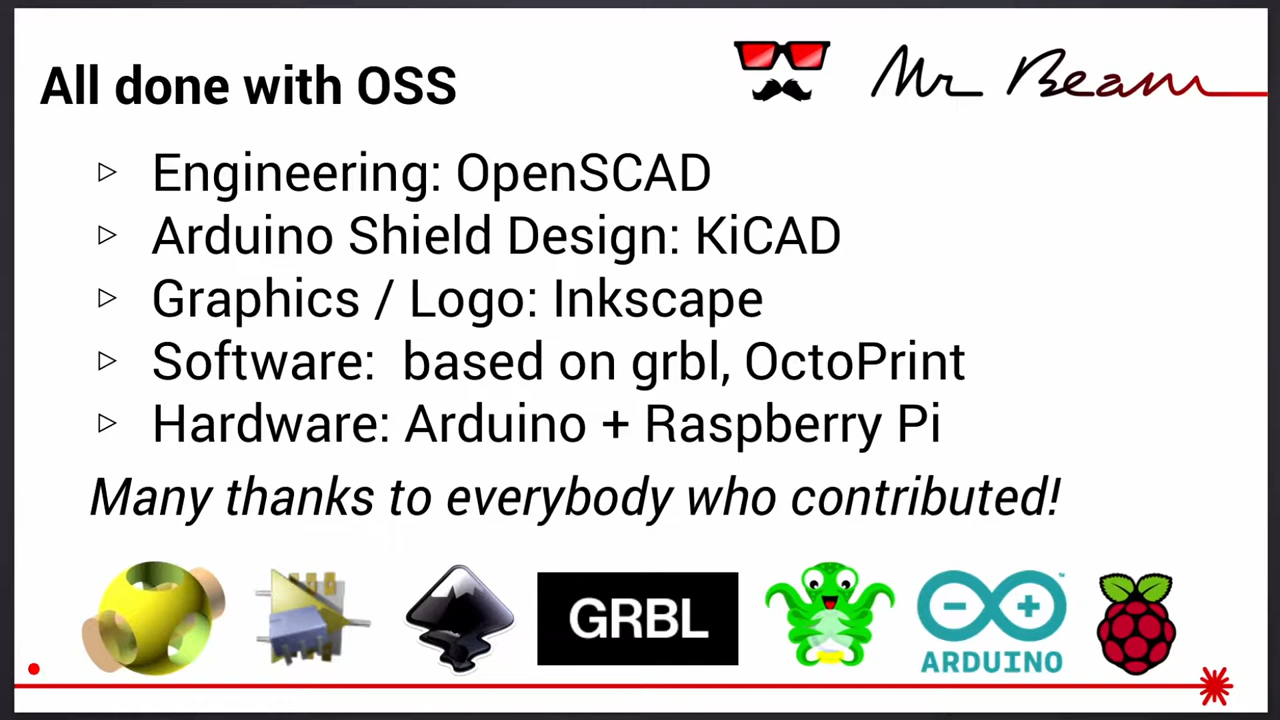 All done with OSS
Mr Beam
Engineering: OpenSCAD
Arduino Shield Design: KiCAD
Graphics / Logo: Inkscape
Software:  based on grbl, OctoPrint
Hardware: Arduino + Raspberry Pi
Many thanks to everybody who contributed!
GRBL
ARDUINO